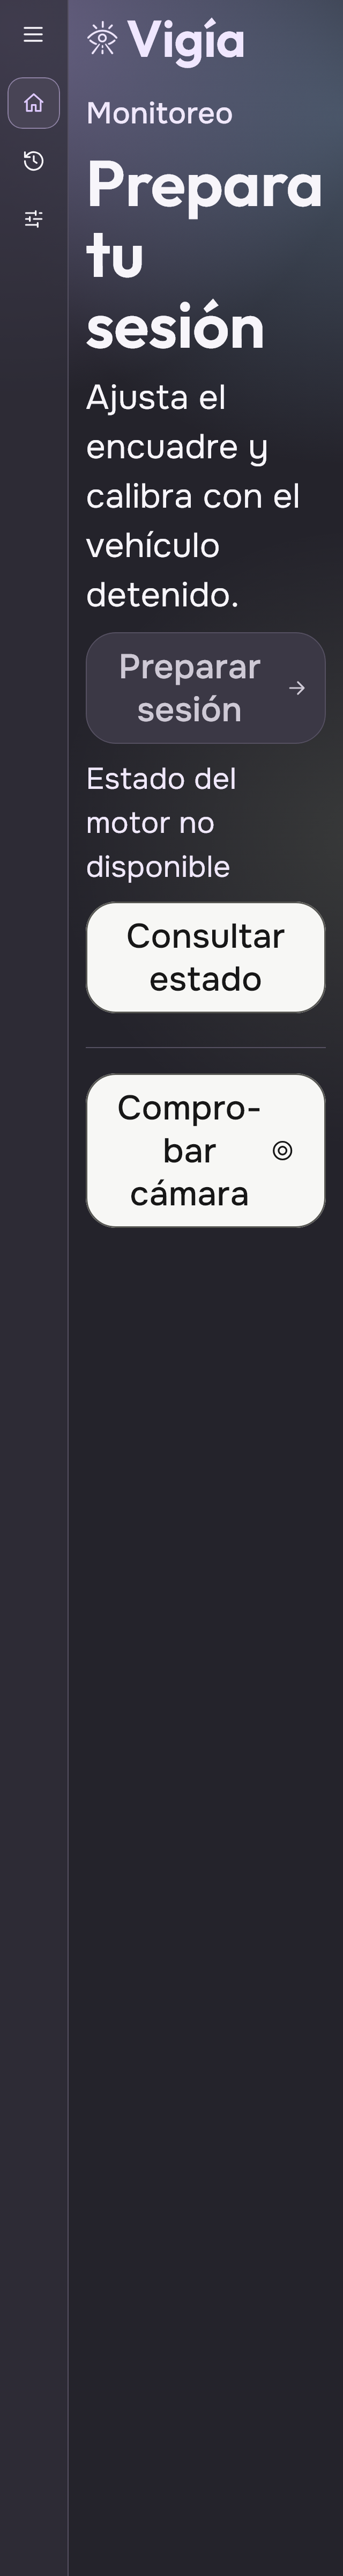 Vigía
Monitoreo
Prepara
tu
sesión
Ajusta el
encuadre y
calibra con el
vehículo
detenido.
Preparar
sesión
Estado del
motor no
disponible
Consultar
estado
Compro-
bar
cámara